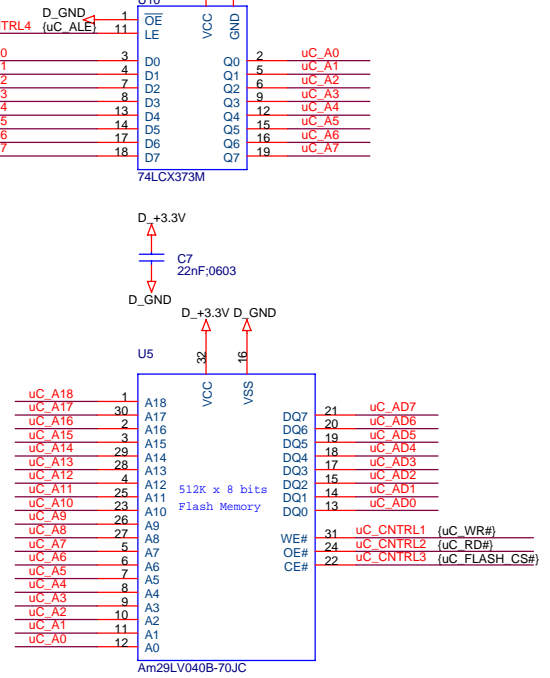 U10
D_GND
1 OE VCC GND
NTRL4 {uC_ALE} 11 LE
0 3 D0 Q0 2 uC_A0
1 4 D1 Q1 5 uC_A1
2 7 D2 Q2 6 uC_A2
3 8 D3 Q3 9 uC_A3
4 13 D4 Q4 12 uC_A4
5 14 D5 Q5 15 uC_A5
6 17 D6 Q6 16 uC_A6
7 18 D7 Q7 19 uC_A7
74LCX373M
D_+3.3V
C7
22nF;0603
D_GND
D_+3.3V D_GND
U5
32 16
VCC VSS
uC_A18 1 A18
uC_A17 30 A17 DQ7 21 uC_AD7
uC_A16 2 A16 DQ6 20 uC_AD6
uC_A15 3 A15 DQ5 19 uC_AD5
uC_A14 29 A14 DQ4 18 uC_AD4
uC_A13 28 A13 DQ3 17 uC_AD3
uC_A12 4 A12 DQ2 15 uC_AD2
uC_A11 25 A11 DQ1 14 uC_AD1
uC_A10 23 A10 DQ0 13 uC_AD0
512K x 8 bits
Flash Memory
uC_A9 26 A9
uC_A8 27 A8 WE# 31 uC_CNTRL1 {uC_WR#}
uC_A7 5 A7 OE# 24 uC_CNTRL2 {uC_RD#}
uC_A6 6 A6 CE# 22 uC_CNTRL3 {uC_FLASH_CS#}
uC_A5 7 A5
uC_A4 8 A4
uC_A3 9 A3
uC_A2 10 A2
uC_A1 11 A1
uC_A0 12 A0
Am29LV040B-70JC